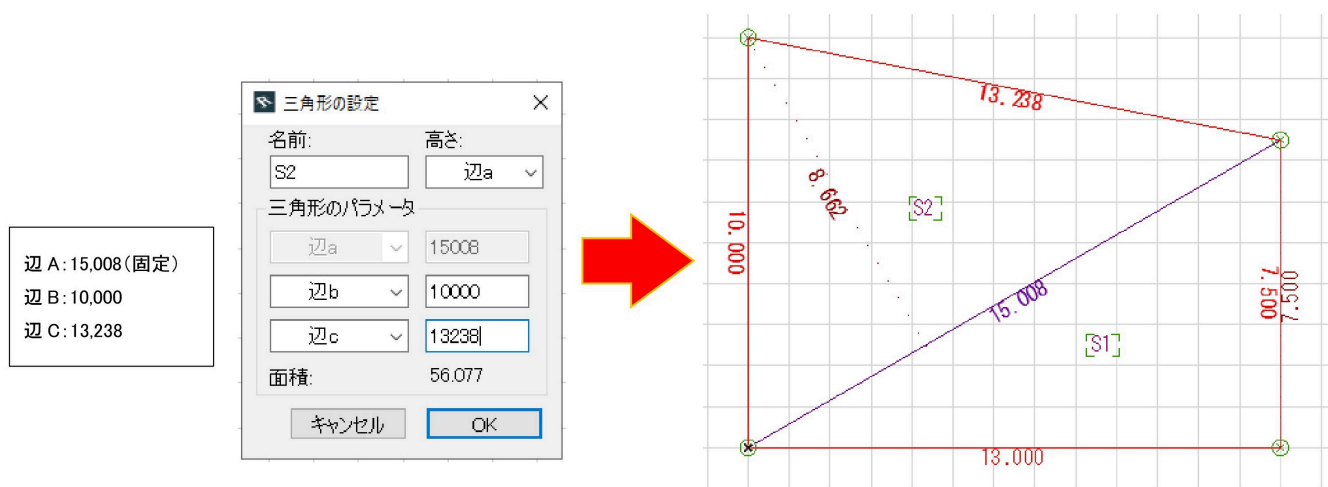 辺 A:15,008(固定)
辺 B:10,000
辺 C:13,238
三角形の設定
名前:
高さ:
S2
辺a
三角形のパラメータ
辺a
15008
辺b
10000
辺c
13238
面積:
56.077
キャンセル
OK
13.238
8.662
[S2]
10.000
15.008
7.500
7.500
[S1]
13.000